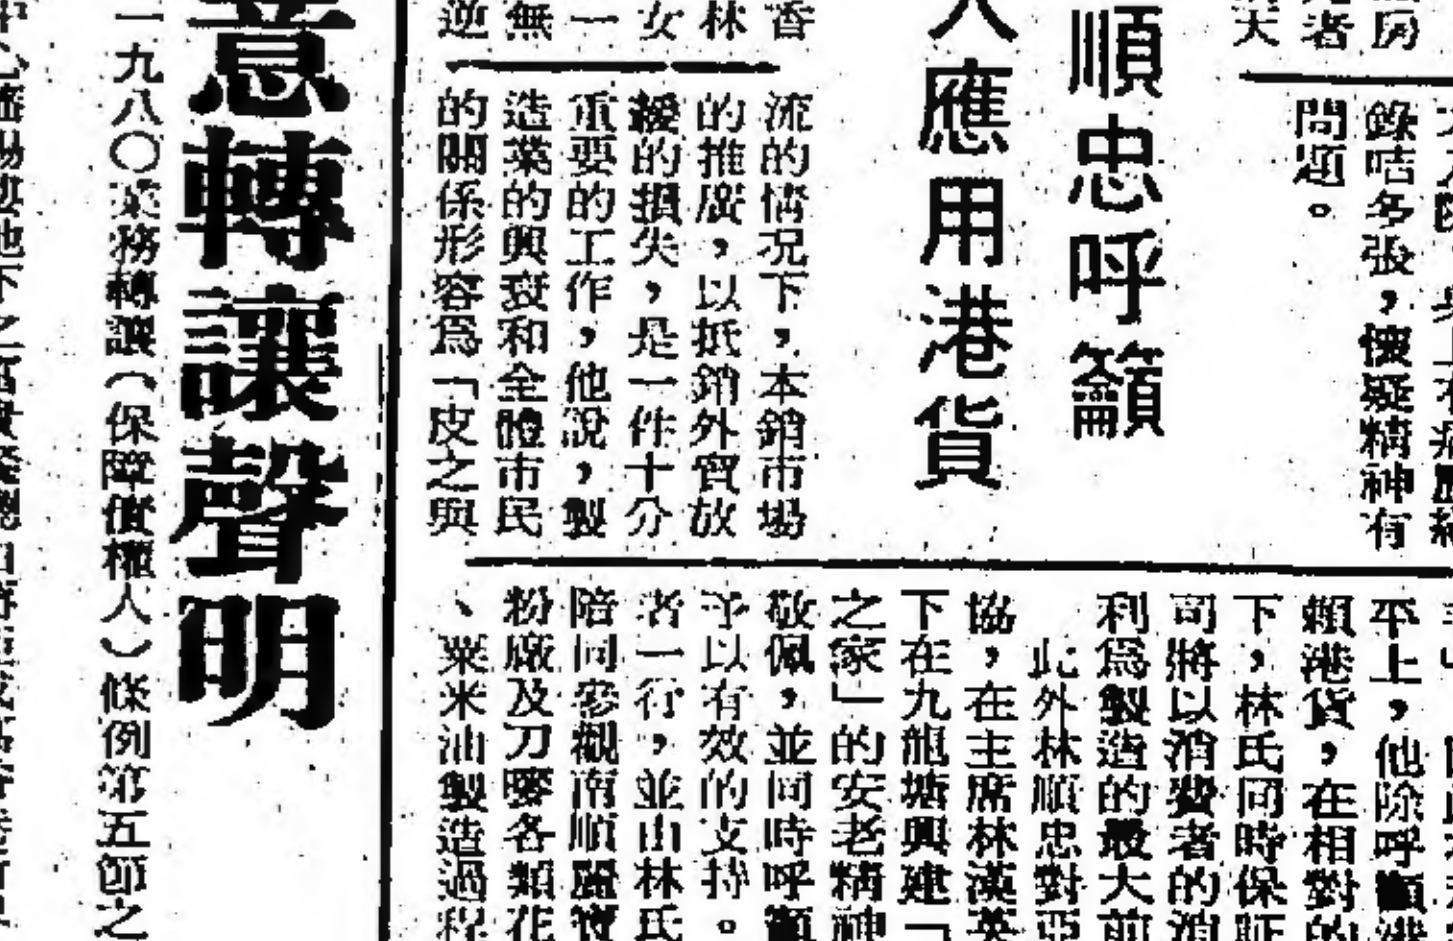 房
者
天
錄咭多張，懷疑精神有
問題。
順忠呼籲
人應用港貨
香
林
女
一
無
逆
流的情況下，本銷市場
的推廣，以抵銷外貿放
緩的損失，是一件十分
重要的工作，他說，製
造業的興衰和全體市民
的關係形容爲「皮之與
平上，他除呼籲港
賴港貨，在相對的
下，林氏同時保証
司將以消費者的消
利爲製造的最大前
此外林順忠對亞
協，在主席林漢英
下在九龍塘興建「
之家」的安老精神
敬佩，並同時呼籲
予以有效的支持。
者一行，並由林氏
陪同參觀南順麗寶
粉廠及刀嘜各類花
、粟米油製造過程
意轉讓聲明
一九八〇業務轉讓（保障債權人）條例第五節之